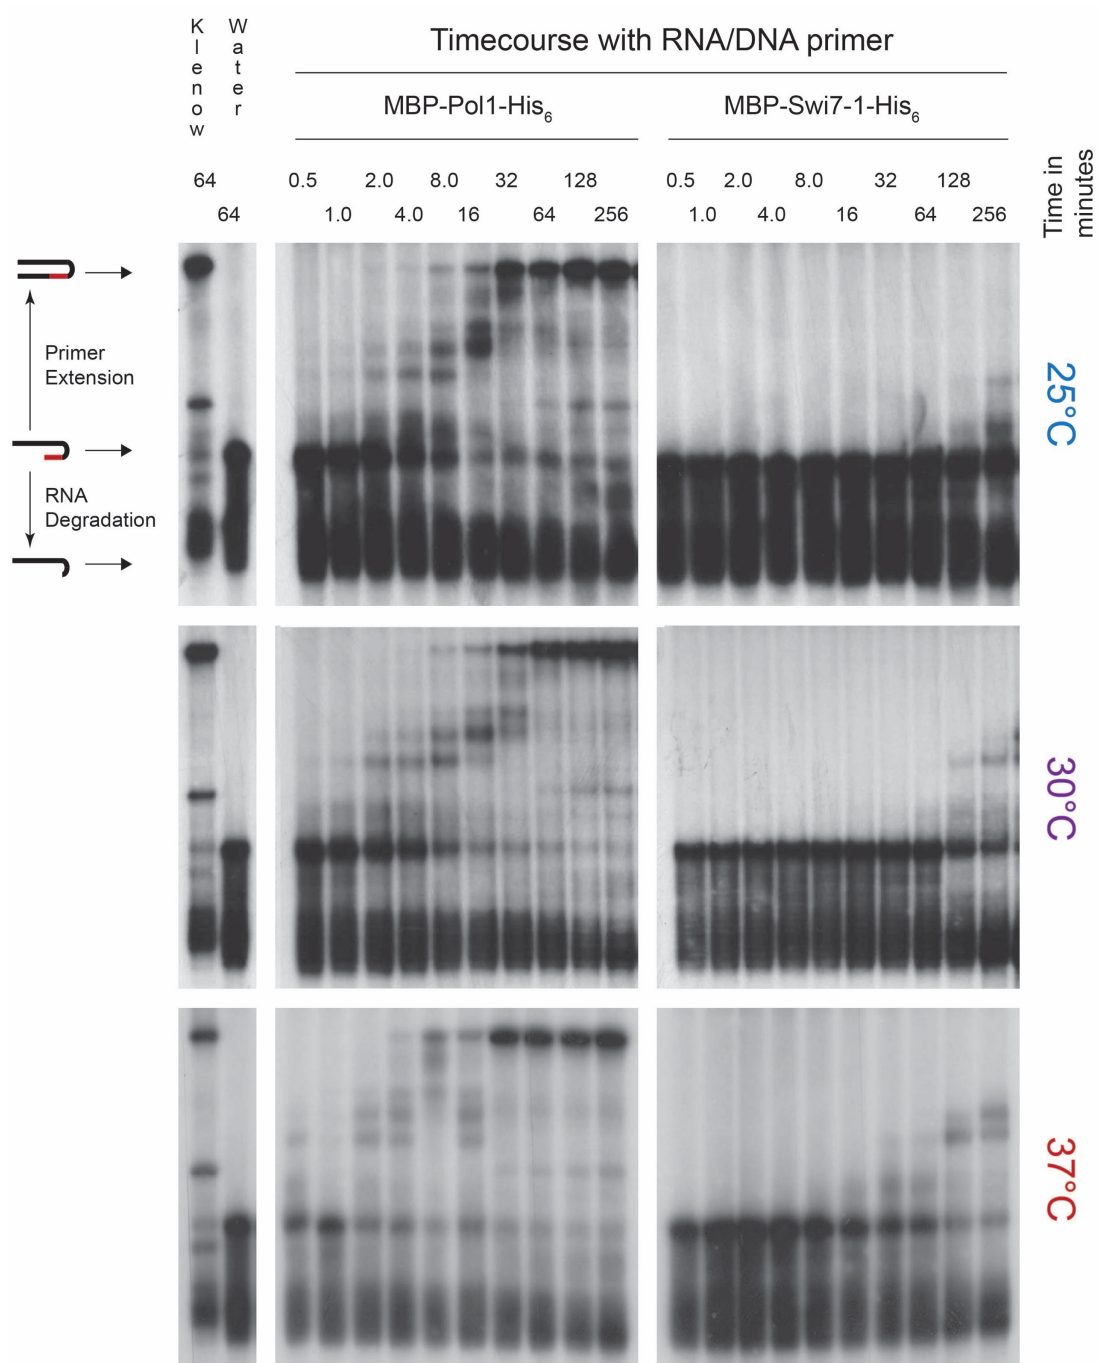 Klenow
Water
Timecourse with RNA/DNA primer
MBP-Pol1-His6
MBP-Swi7-1-His6
Time in
minutes
64
0.5 2.0 8.0 32 128
0.5 2.0 8.0 32 128
64
1.0 4.0 16 64 256
1.0 4.0 16 64 256
Primer
Extension
RNA
Degradation
25°C
30°C
37°C